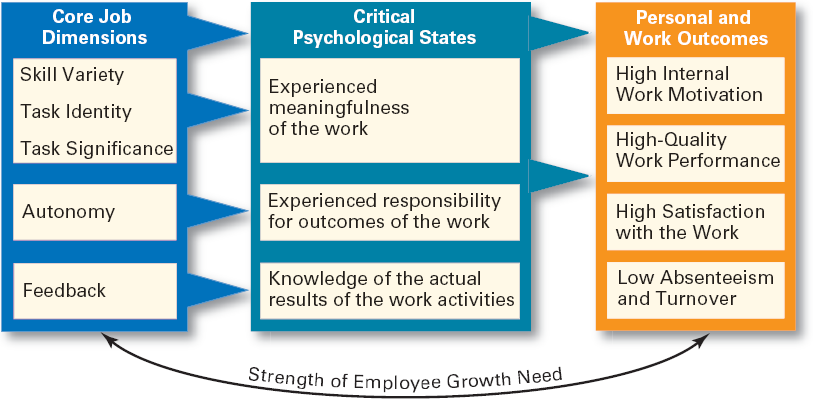 Core Job
Dimensions
Skill Variety
Task Identity
Task Significance
Autonomy
Feedback
Critical
Psychological States
Experienced
meaningfulness
of the work
Experienced responsibility
for outcomes of the work
Knowledge of the actual
results of the work activities
Personal and
Work Outcomes
High Internal
Work Motivation
High-Quality
Work Performance
High Satisfaction
with the Work
Low Absenteeism
and Turnover
Strength of Employee Growth Need